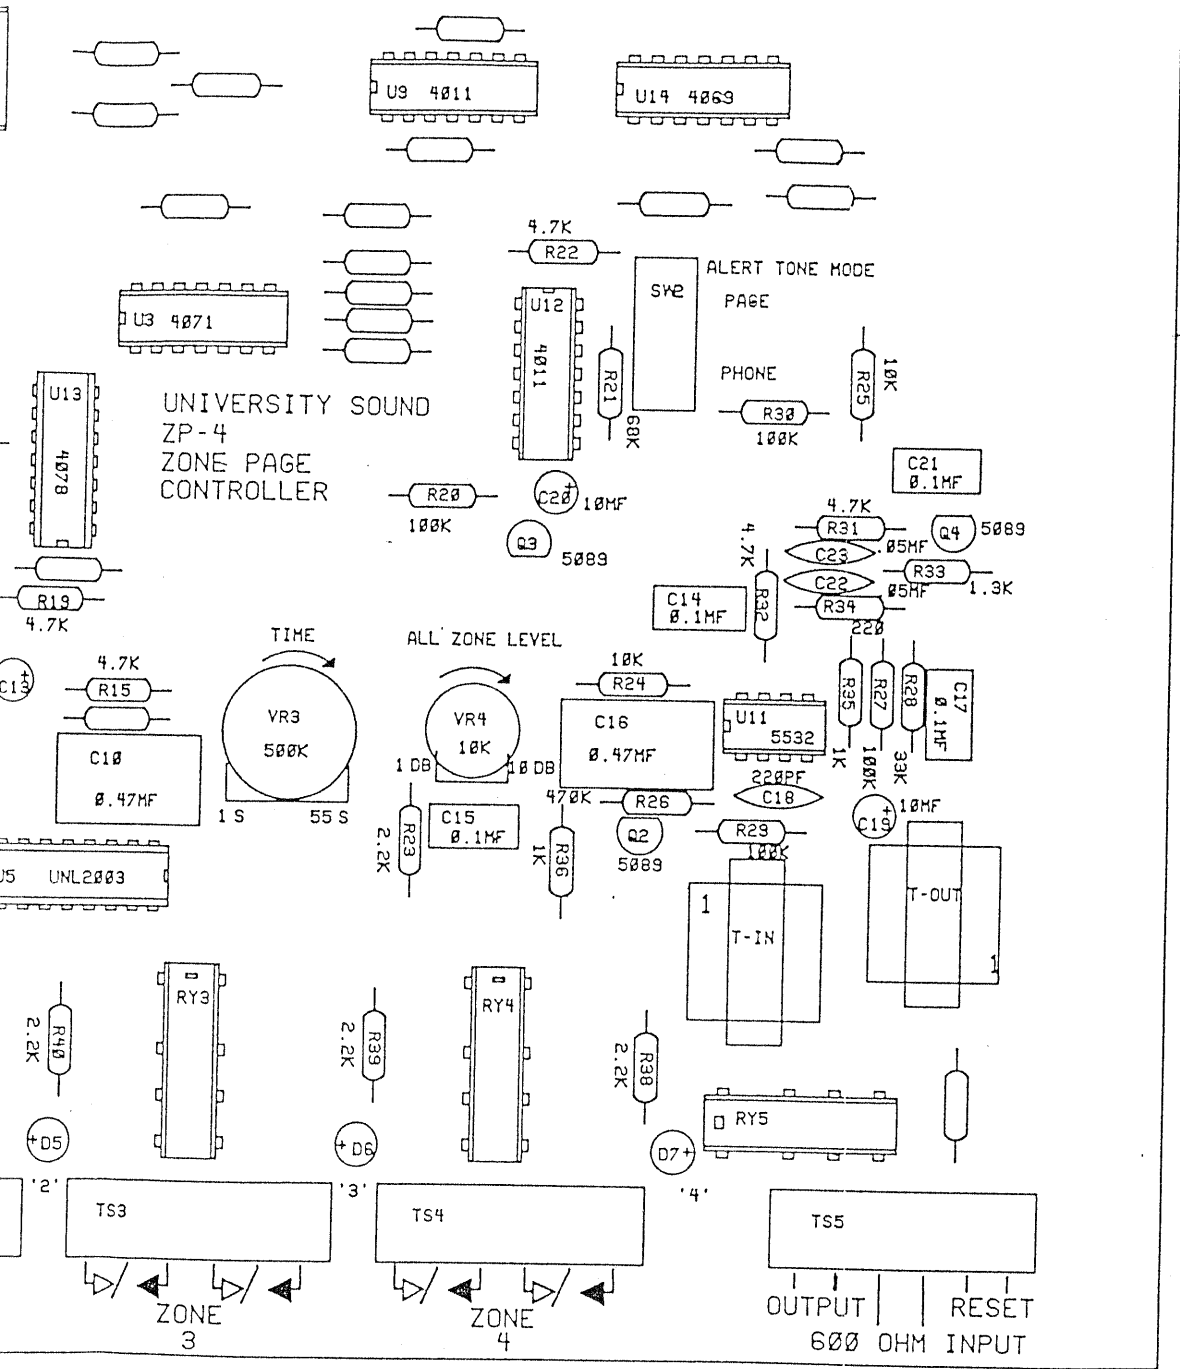 U9 4011
U14 4069
4.7K
R22
ALERT TONE MODE
SW2
PAGE
U12
4011
U3 4071
R21
68K
PHONE
R25
10K
R30
100K
U13
4078
UNIVERSITY SOUND
ZP-4
ZONE PAGE
CONTROLLER
C21
0.1MF
R20
100K
C20
+
10MF
Q3
5089
4.7K
R31
Q4
5089
C23
.05MF
4.7K
R32
C22
.05MF
R33
1.3K
R34
220
C14
0.1MF
R19
4.7K
TIME
ALL ZONE LEVEL
C13
+
4.7K
R15
10K
R24
R35
1K
R27
100K
R28
33K
C17
0.1MF
VR3
500K
VR4
10K
C16
0.47MF
U11
5532
C10
0.47MF
1 DB
10 DB
220PF
C18
470K
R26
1 S
55 S
R23
2.2K
C15
0.1MF
R36
1K
Q2
5089
R29
100K
C19
+
10MF
U5 UNL2003
1
T-IN
T-OUT
1
RY3
RY4
R40
2.2K
R39
2.2K
R38
2.2K
RY5
+D5
+D6
D7+
'2'
'3'
'4'
TS3
TS4
TS5
OUTPUT
RESET
ZONE
3
ZONE
4
600 OHM INPUT